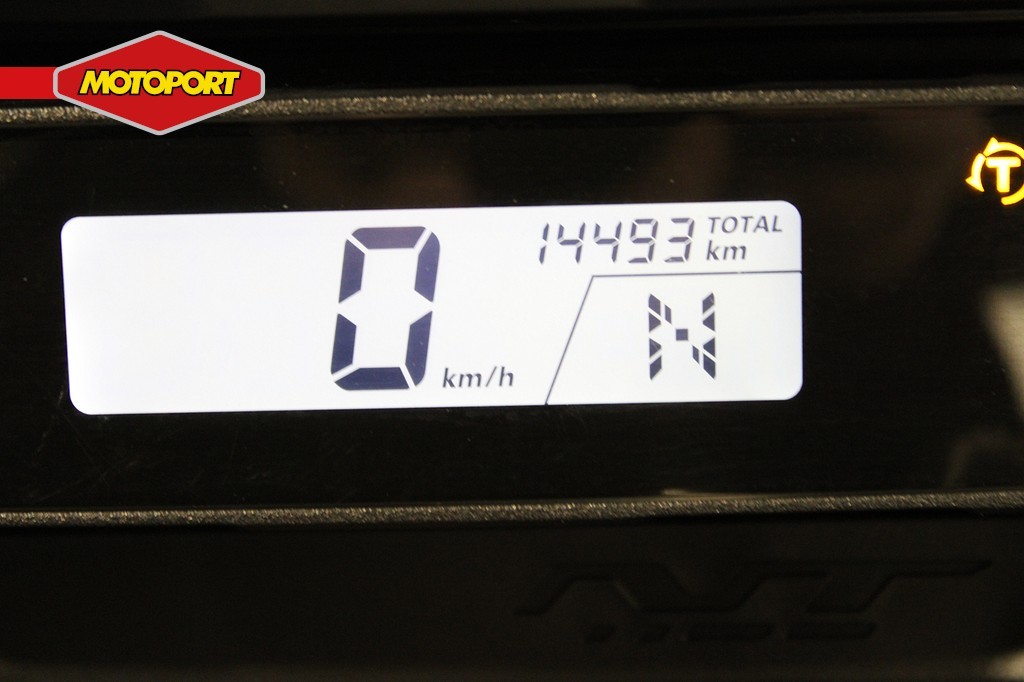 MOTOPORT
T
14493 TOTAL
km
0 km/h
N